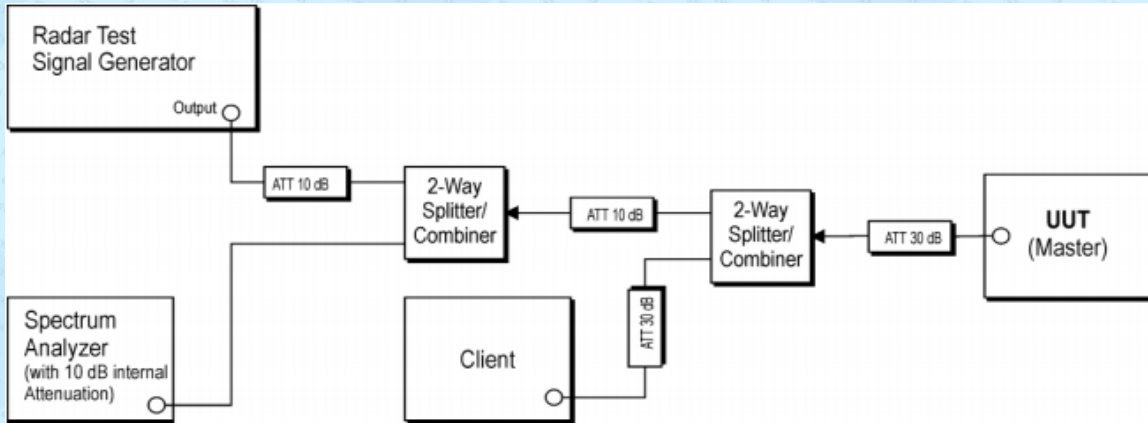 Radar Test
Signal Generator
Output
ATT 10 dB
2-Way
Splitter/
Combiner
ATT 10 dB
2-Way
Splitter/
Combiner
ATT 30 dB
UUT
(Master)
ATT 30 dB
Spectrum
Analyzer
(with 10 dB internal
Attenuation)
Client